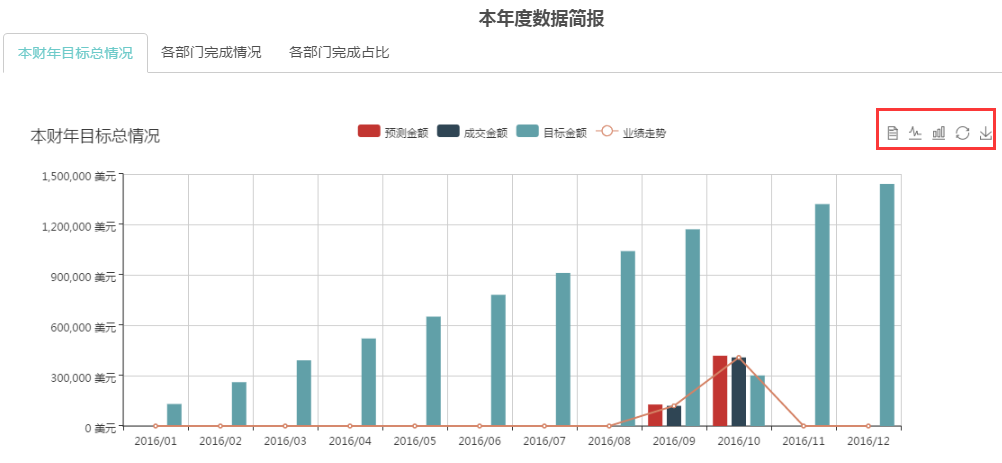 本年度数据简报
本财年目标总情况 各部门完成情况 各部门完成占比
本财年目标总情况
预测金额 成交金额 目标金额 业绩走势
1,500,000 美元
1,200,000 美元
900,000 美元
600,000 美元
300,000 美元
0 美元
2016/01 2016/02 2016/03 2016/04 2016/05 2016/06 2016/07 2016/08 2016/09 2016/10 2016/11 2016/12